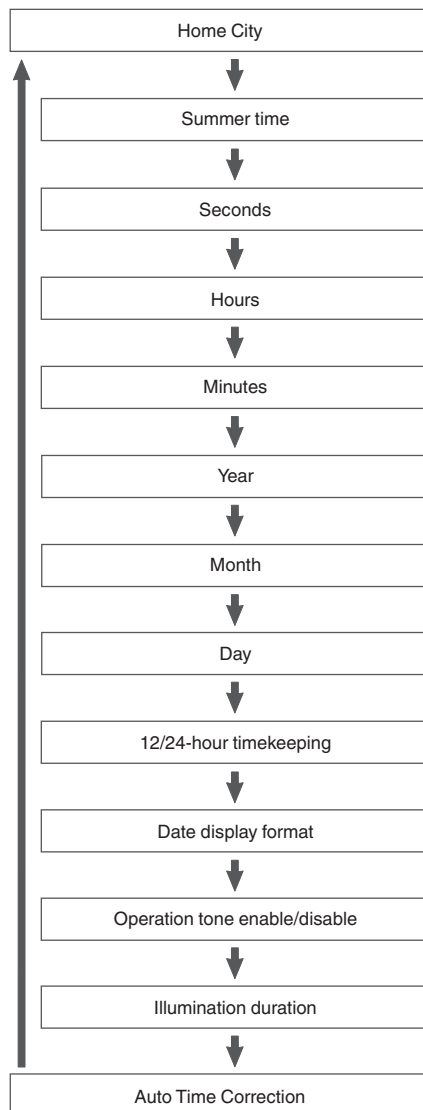 Home City
Summer time
Seconds
Hours
Minutes
Year
Month
Day
12/24-hour timekeeping
Date display format
Operation tone enable/disable
Illumination duration
Auto Time Correction